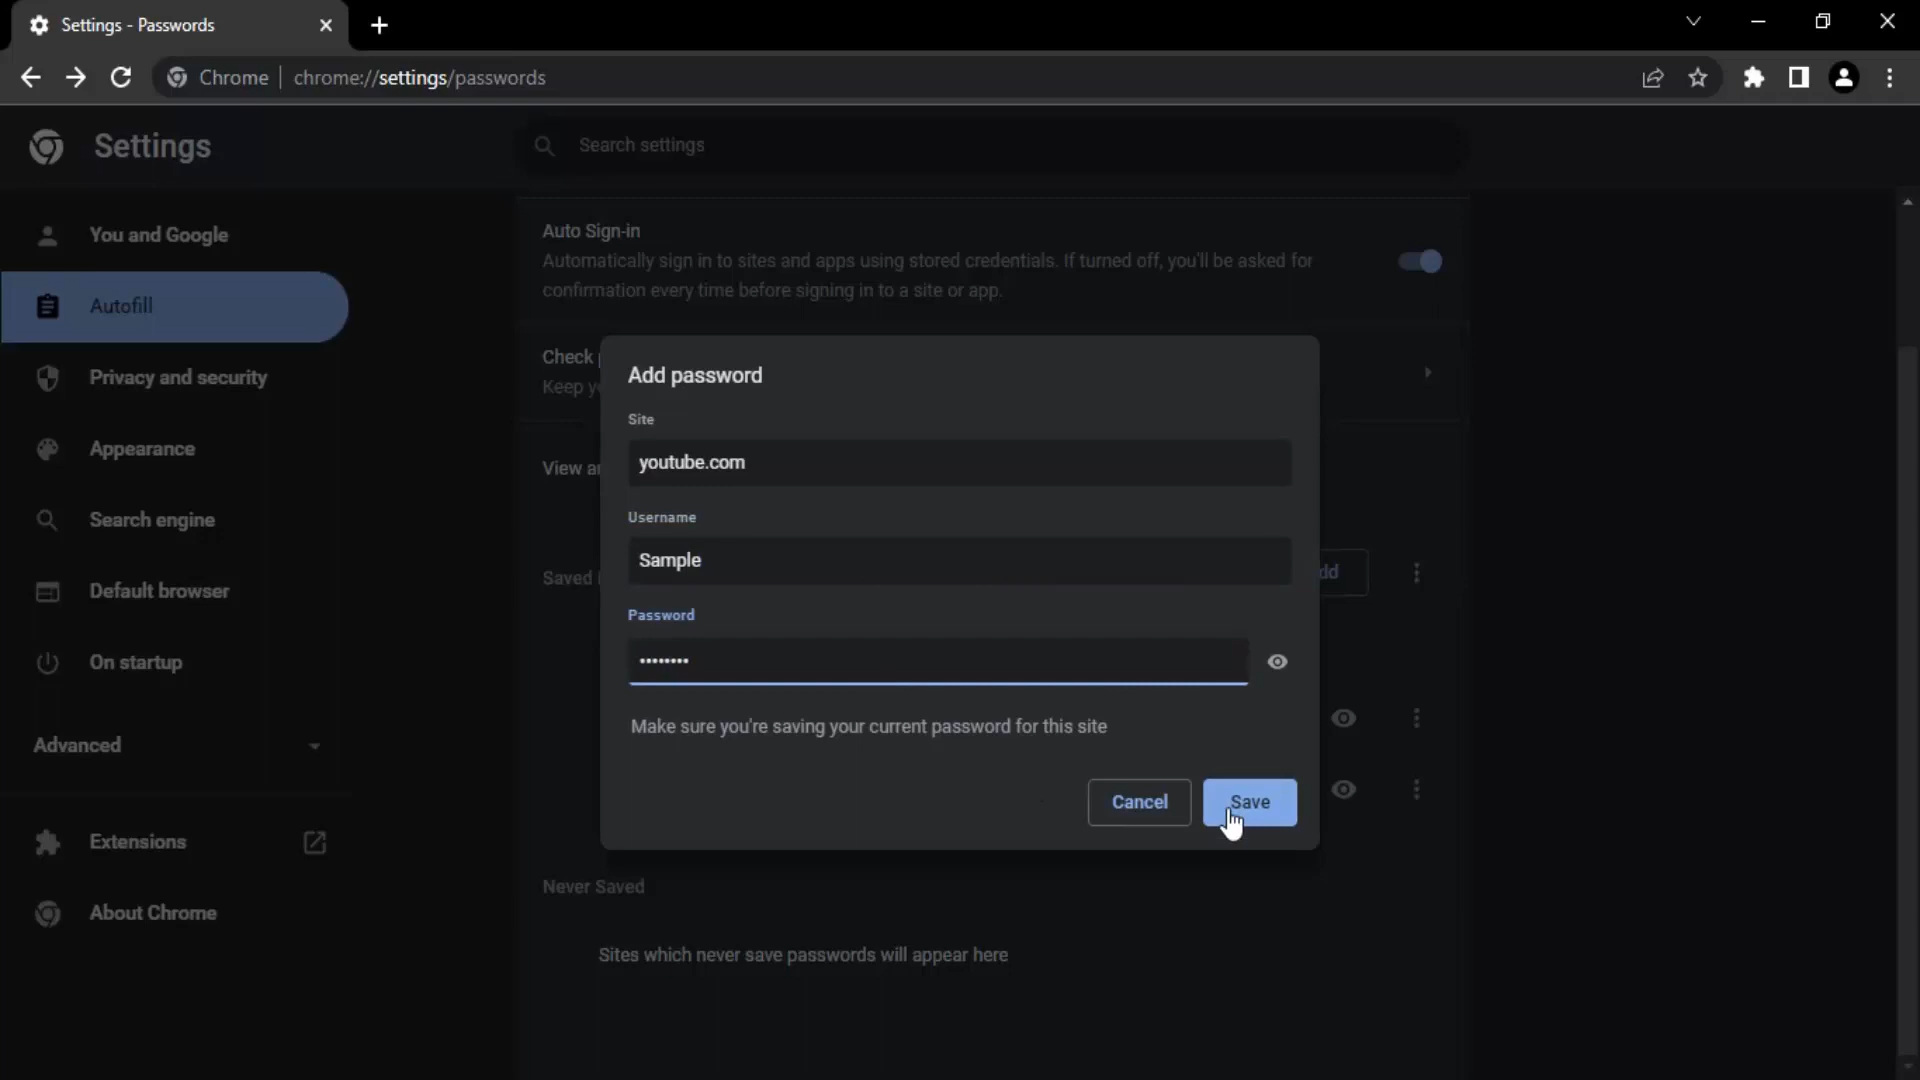 Settings - Passwords
Chrome
chrome://settings/passwords
Settings
Search settings
You and Google
Autofill
Privacy and security
Appearance
Search engine
Default browser
On startup
Advanced
Extensions
About Chrome
Auto Sign-in
Automatically sign in to sites and apps using stored credentials. If turned off, you'll be asked for
confirmation every time before signing in to a site or app.
Check
Keep
View
Saved
dd
Add password
Site
youtube.com
Username
Sample
Password
••••••••
Make sure you're saving your current password for this site
Cancel
Save
Never Saved
Sites which never save passwords will appear here